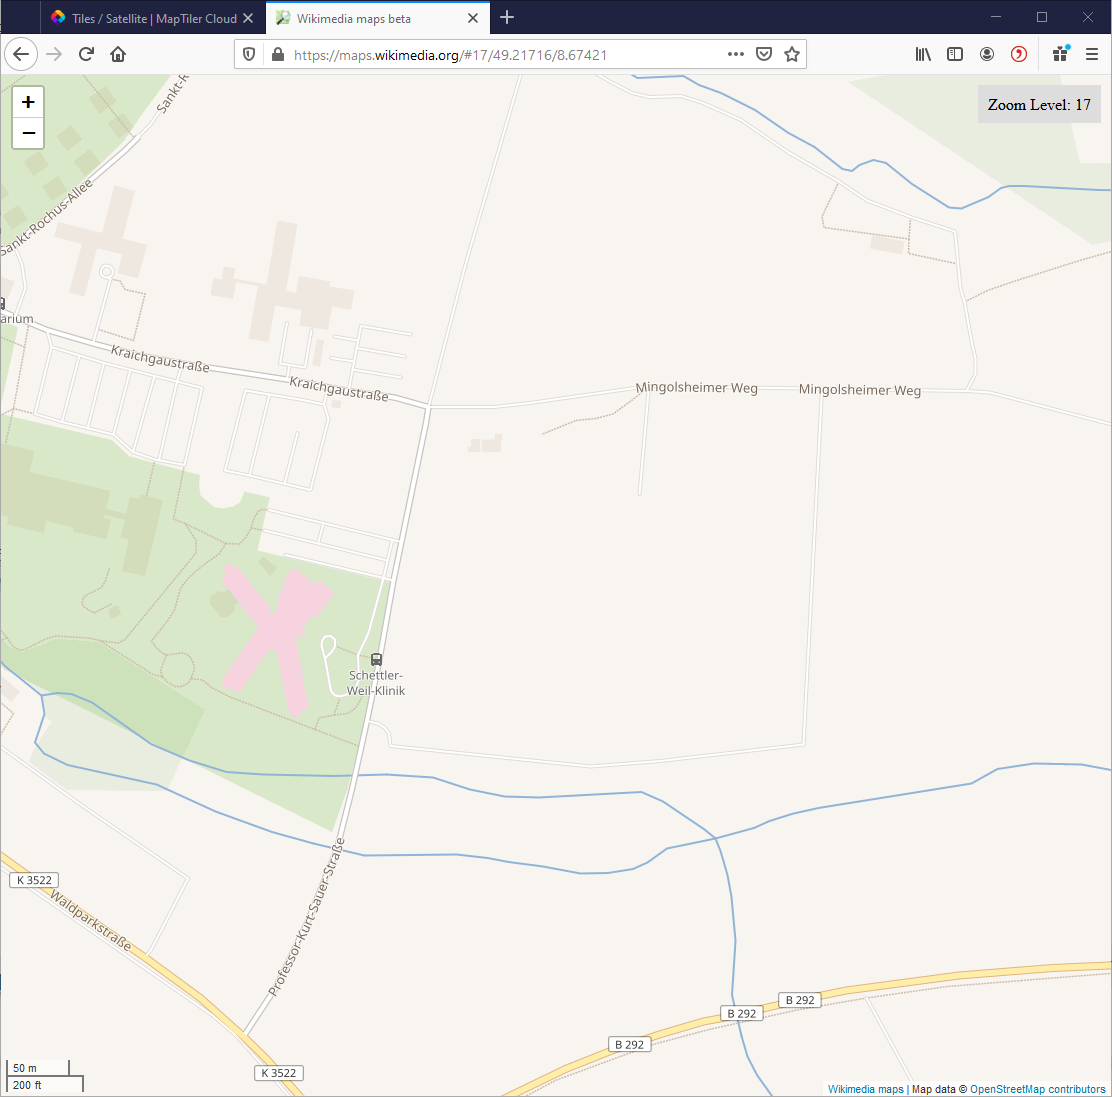 Tiles / Satellite | MapTiler Cloud
Wikimedia maps beta
https://maps.wikimedia.org/#17/49.21716/8.67421
+
−
Zoom Level: 17
Sankt-R
Sankt-Rochus-Allee
arium
Kraichgaustraße
Kraichgaustraße
Mingolsheimer Weg
Mingolsheimer Weg
Schettler-
Weil-Klinik
K 3522
Waldparkstraße
Professor-Kurt-Sauer-Straße
B 292
B 292
B 292
K 3522
50 m
200 ft
Wikimedia maps | Map data © OpenStreetMap contributors